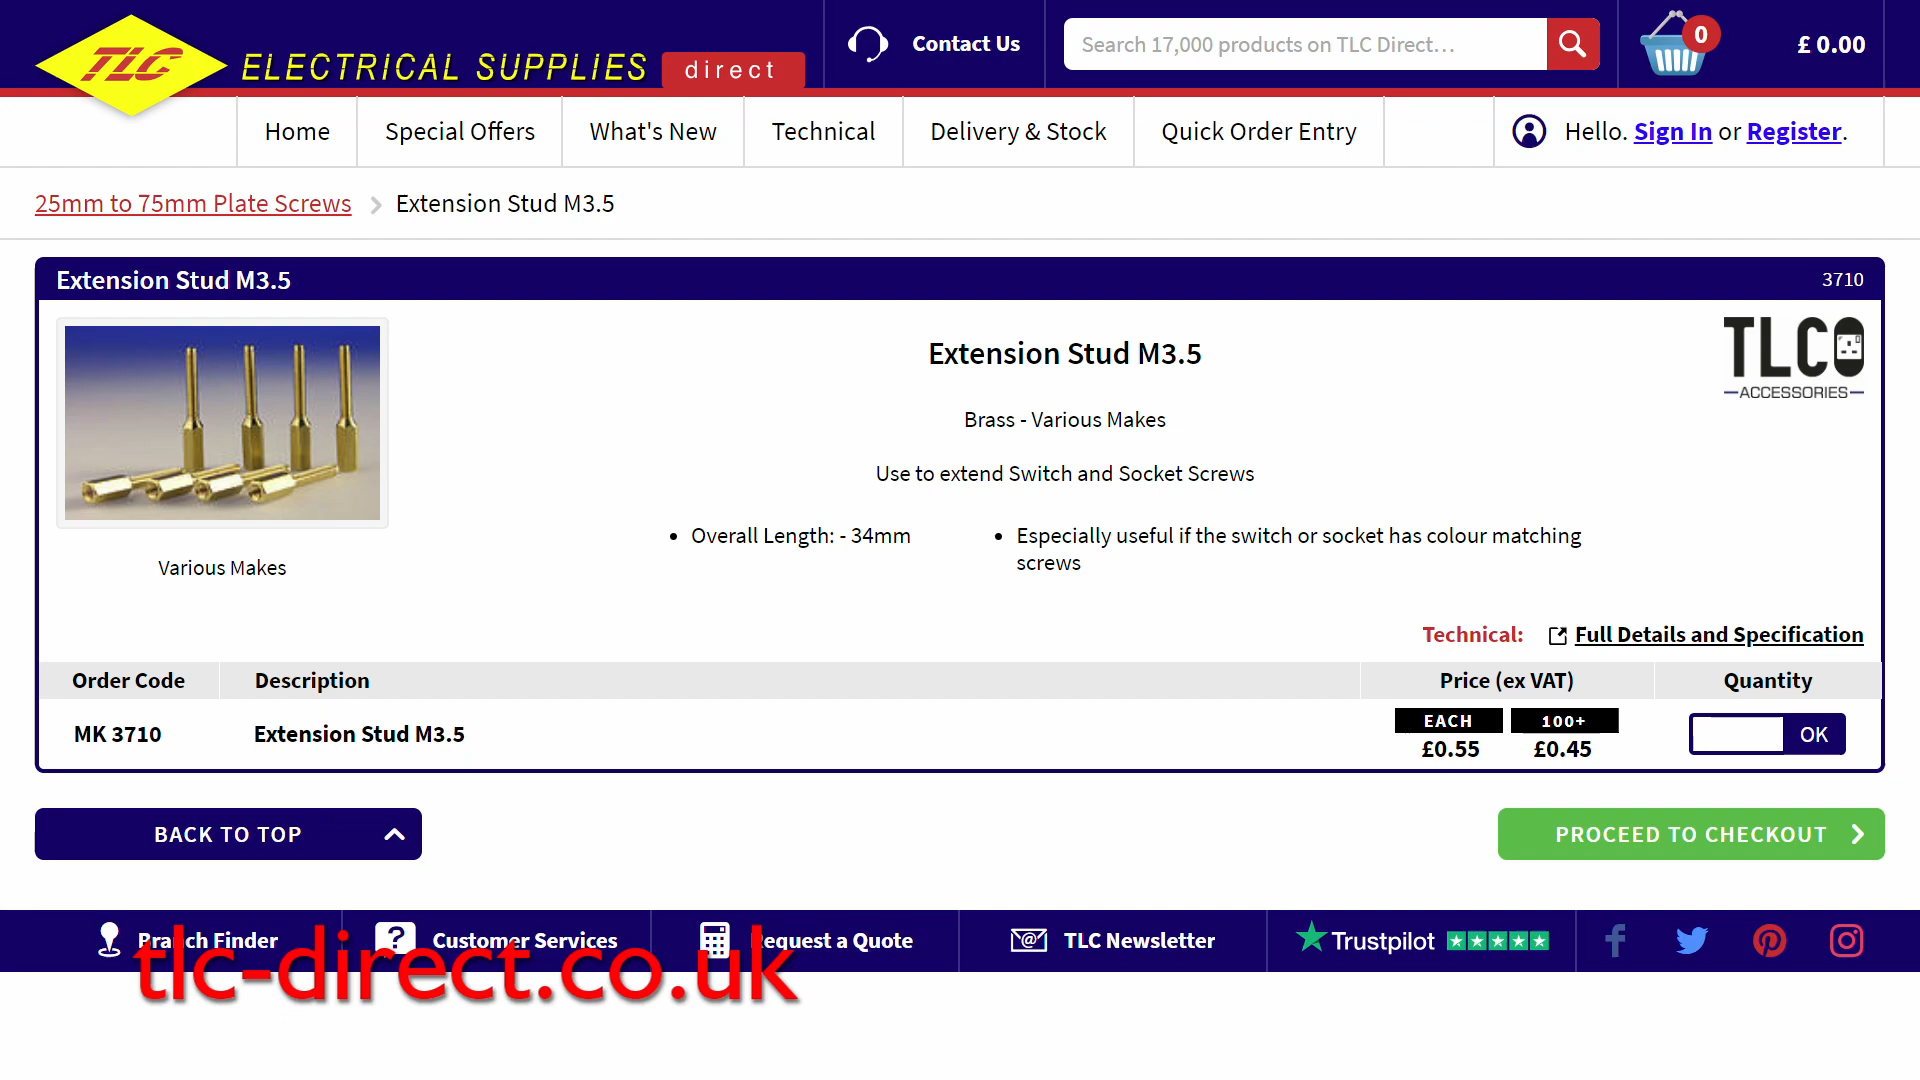 TLC ELECTRICAL SUPPLIES direct
Contact Us
Search 17,000 products on TLC Direct...
0
£ 0.00
Home
Special Offers
What's New
Technical
Delivery & Stock
Quick Order Entry
Hello. Sign In or Register.
25mm to 75mm Plate Screws
Extension Stud M3.5
Extension Stud M3.5
3710
Extension Stud M3.5
TLCO
ACCESSORIES
Brass - Various Makes
Use to extend Switch and Socket Screws
Overall Length: - 34mm
Especially useful if the switch or socket has colour matching
screws
Various Makes
Technical:
Full Details and Specification
Order Code
Description
Price (ex VAT)
Quantity
MK 3710
Extension Stud M3.5
EACH
£0.55
100+
£0.45
OK
BACK TO TOP
PROCEED TO CHECKOUT
Branch Finder
Customer Services
Request a Quote
TLC Newsletter
Trustpilot
tlc-direct.co.uk